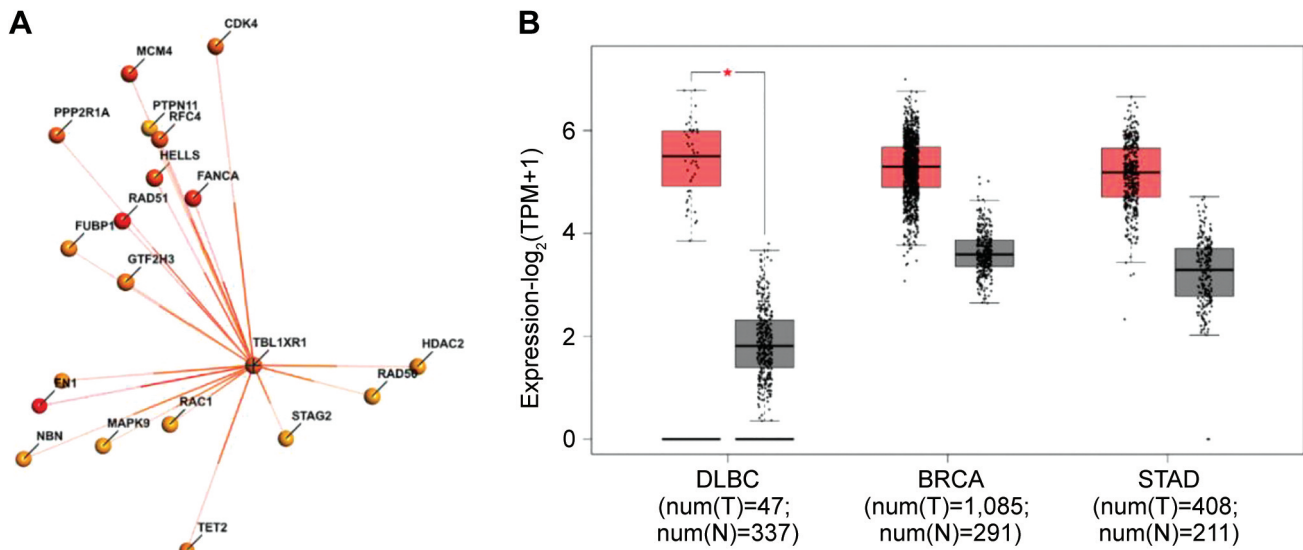 A
CDK4
MCM4
PTPN11
PPP2R1A
RFC4
HELLS
FANCA
RAD51
FUBP1
GTF2H3
TBL1XR1
HDAC2
EN1
RAD50
RAC1
STAG2
MAPK9
NBN
TET2
B
Expression-log2(TPM+1)
6
4
2
0
*
DLBC
(num(T)=47;
num(N)=337)
BRCA
(num(T)=1,085;
num(N)=291)
STAD
(num(T)=408;
num(N)=211)